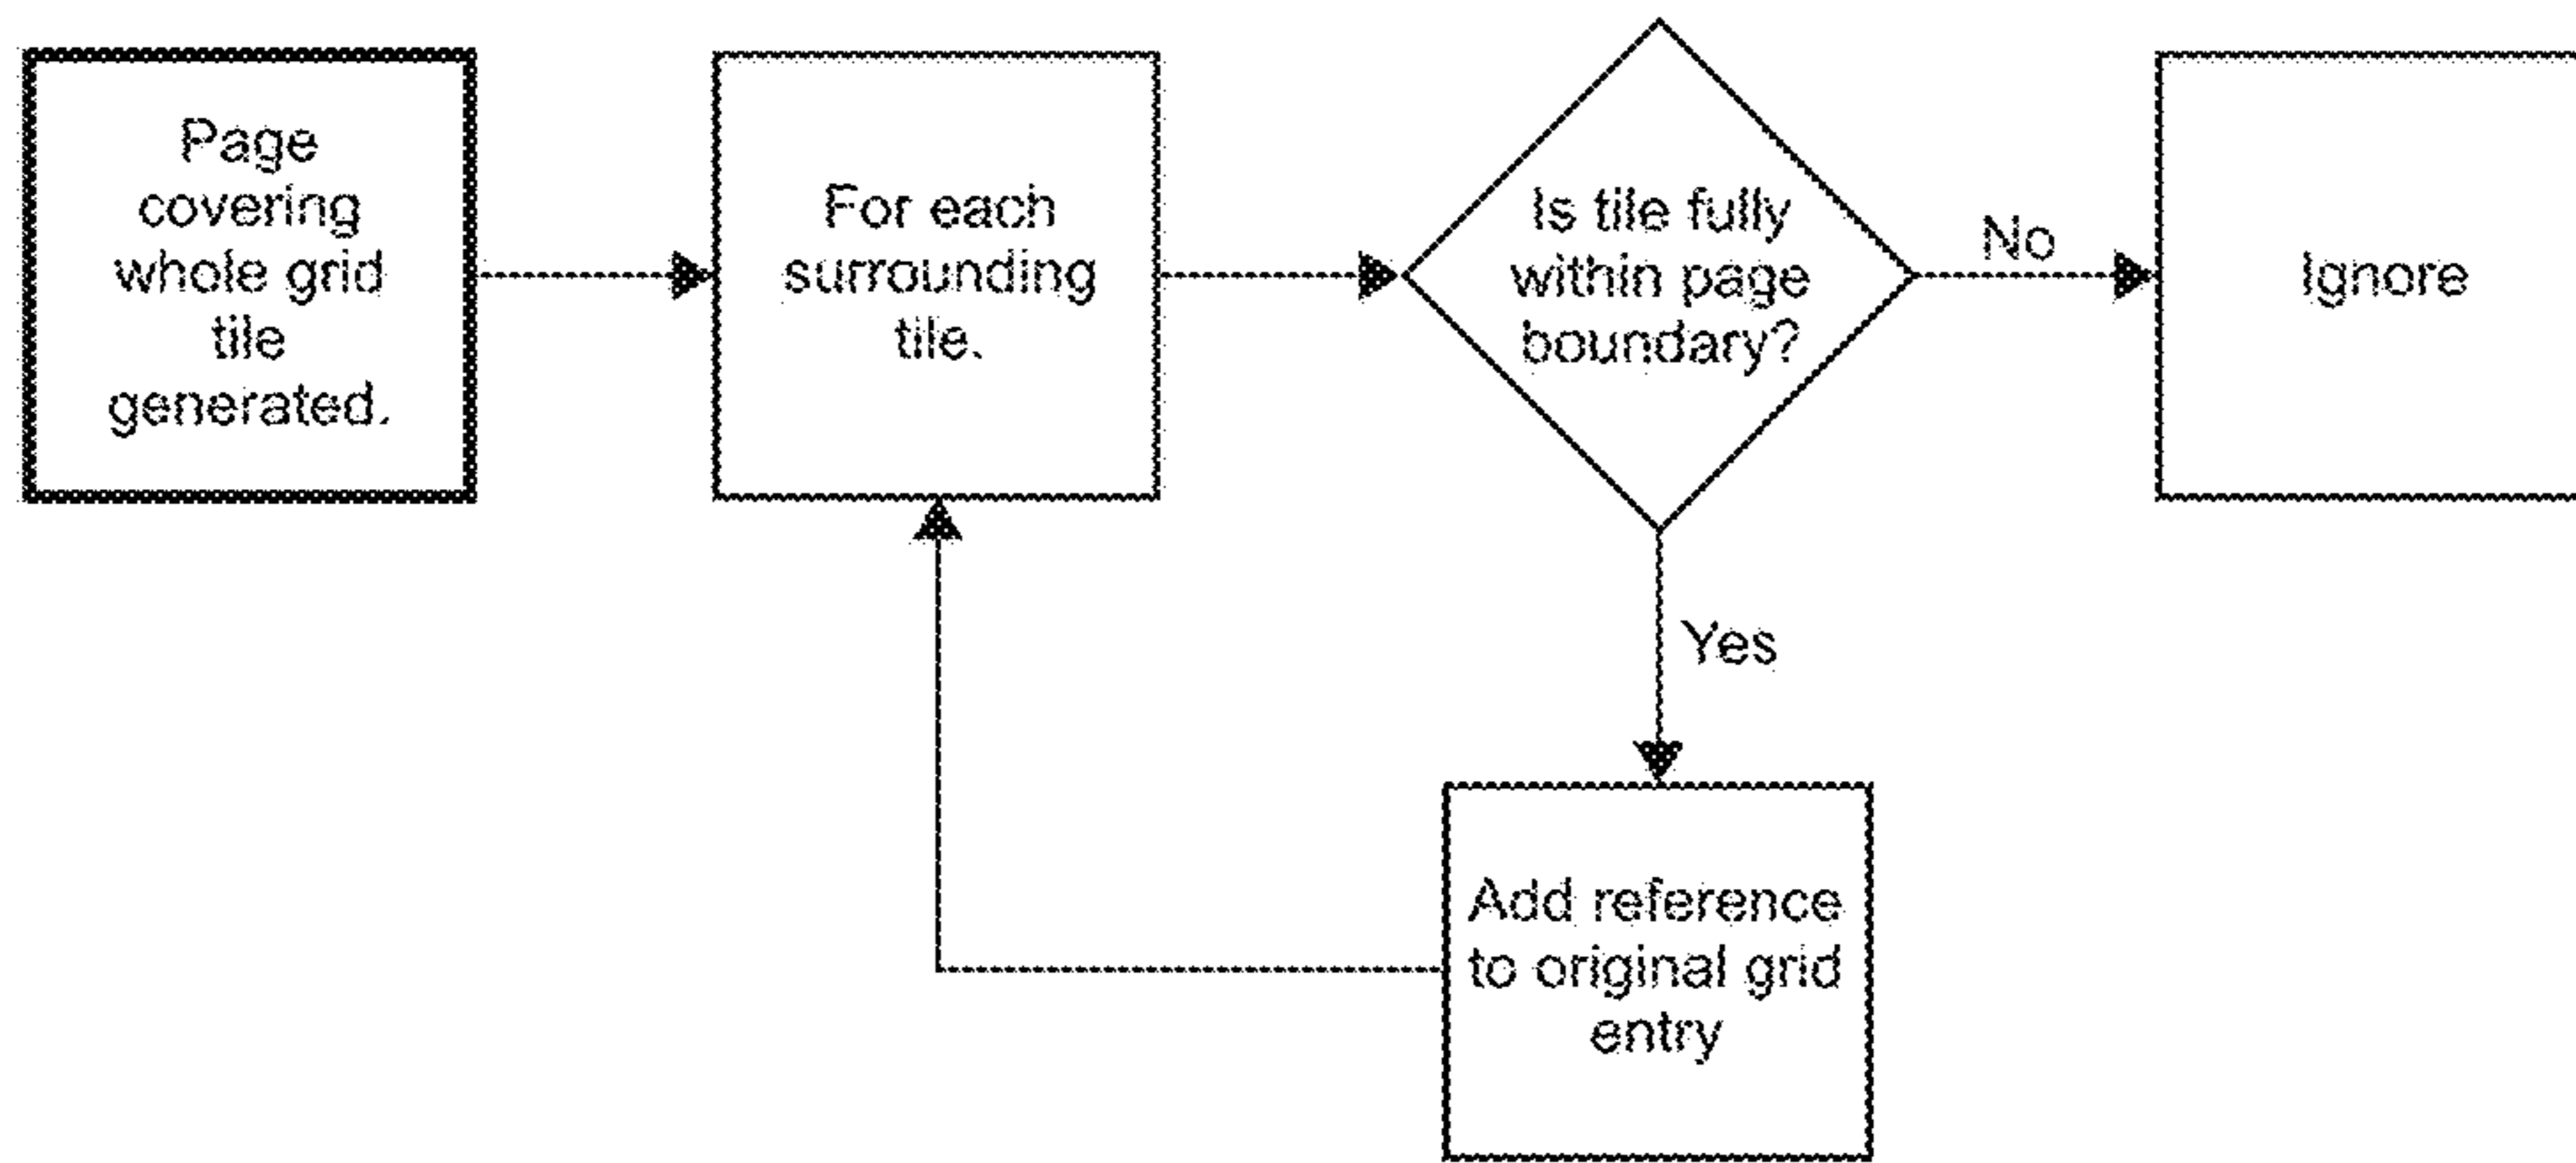 Page
covering
whole grid
tile
generated.
For each
surrounding
tile.
Is tile fully
within page
boundary?
No
Ignore
Yes
Add reference
to original grid
entry